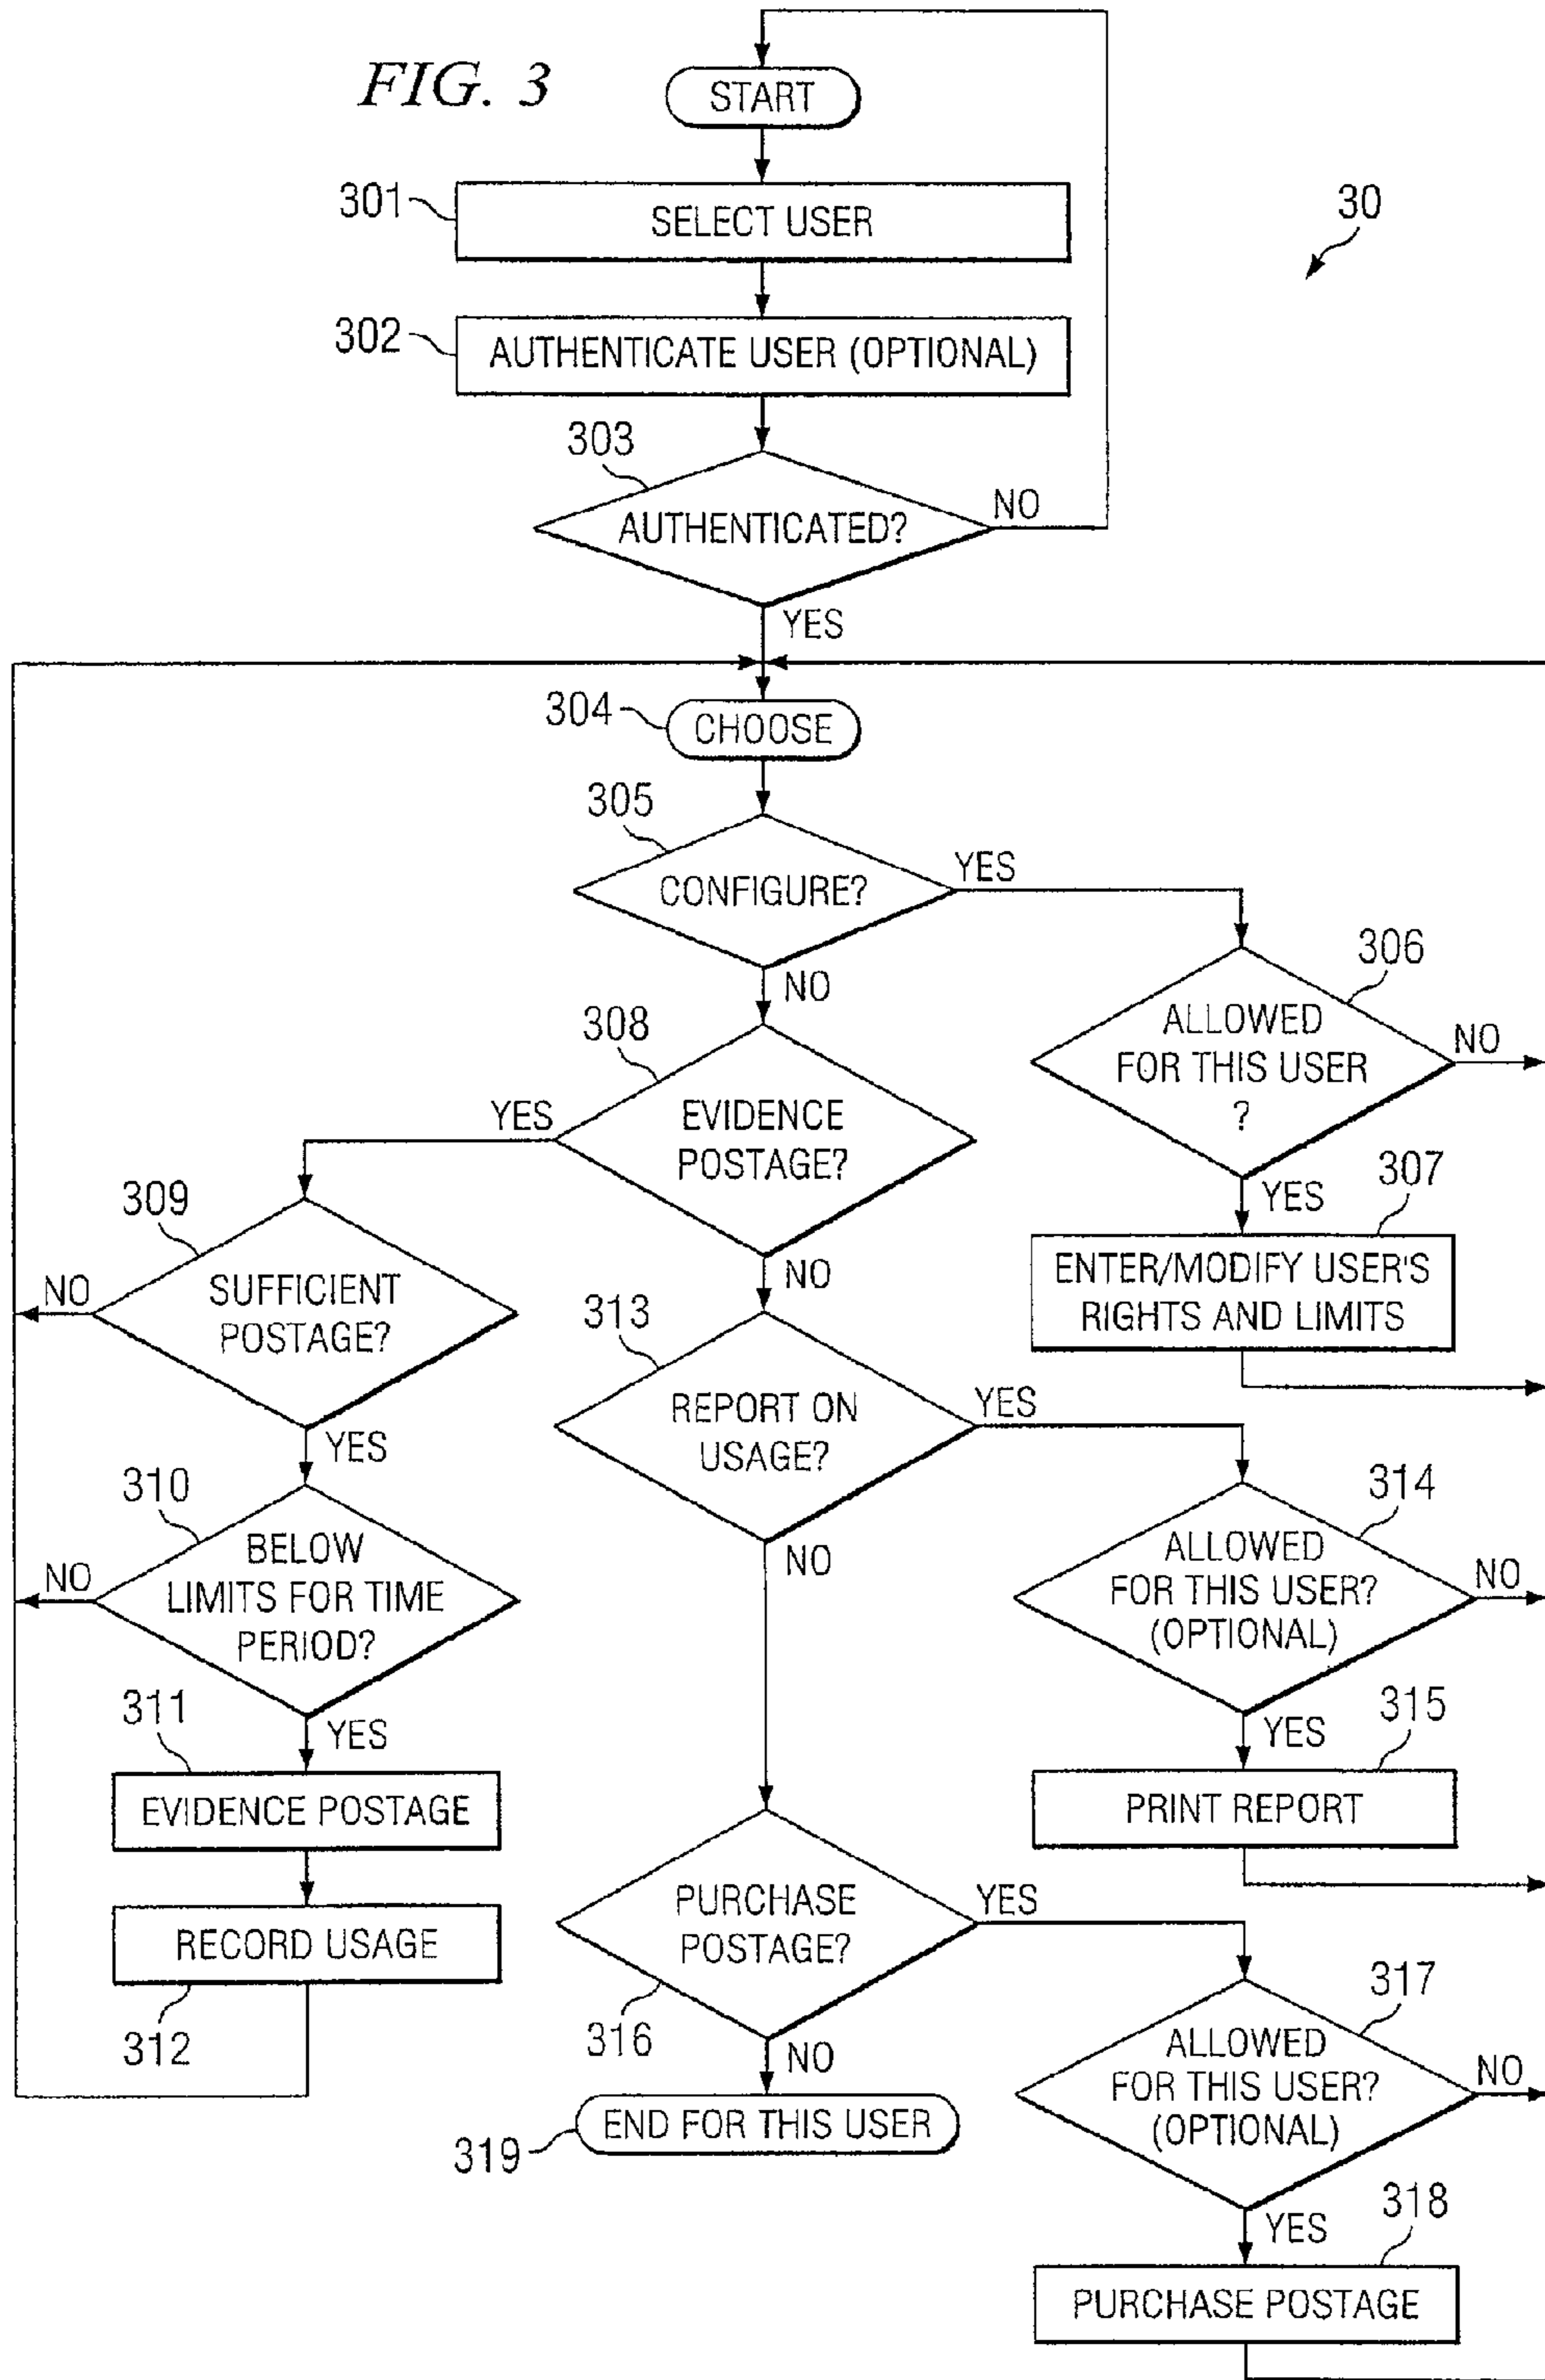 FIG. 3
START
301
SELECT USER
30
302
AUTHENTICATE USER (OPTIONAL)
303
AUTHENTICATED?
NO
YES
304
CHOOSE
305
CONFIGURE?
YES
NO
306
ALLOWED
FOR THIS USER
?
NO
YES
307
ENTER/MODIFY USER'S
RIGHTS AND LIMITS
308
EVIDENCE
POSTAGE?
YES
NO
309
SUFFICIENT
POSTAGE?
NO
YES
310
BELOW
LIMITS FOR TIME
PERIOD?
NO
YES
311
EVIDENCE POSTAGE
RECORD USAGE
312
313
REPORT ON
USAGE?
YES
NO
314
ALLOWED
FOR THIS USER?
(OPTIONAL)
NO
YES
315
PRINT REPORT
PURCHASE
POSTAGE?
316
YES
NO
317
ALLOWED
FOR THIS USER?
(OPTIONAL)
NO
YES
318
PURCHASE POSTAGE
319
END FOR THIS USER